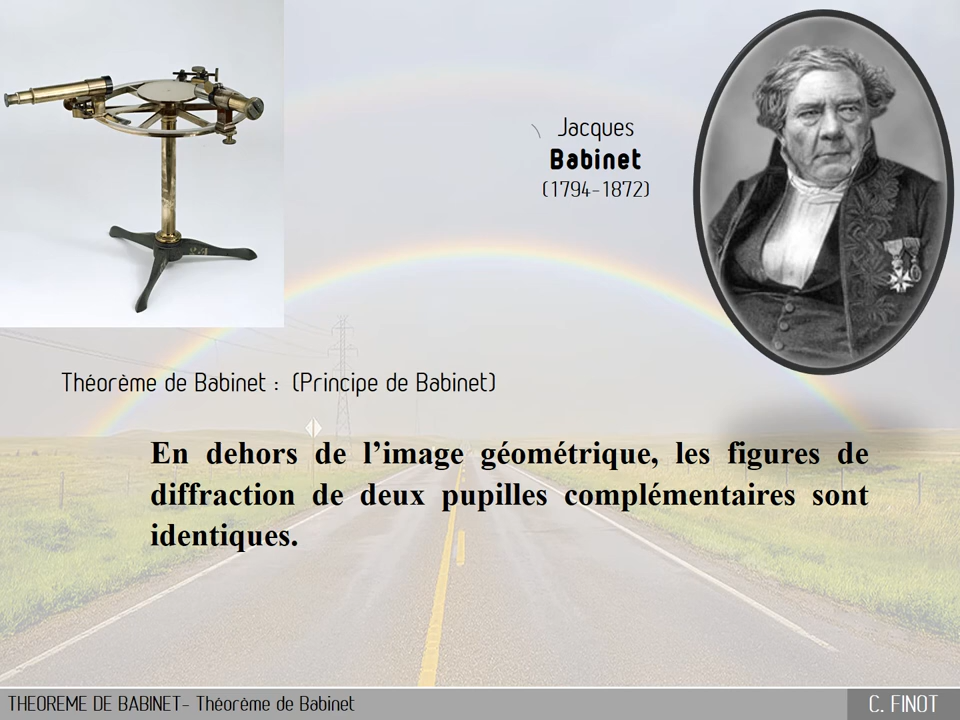 Jacques
Babinet
(1794-1872)
Théorème de Babinet : (Principe de Babinet)
En dehors de l’image géométrique, les figures de
diffraction de deux pupilles complémentaires sont
identiques.
THEOREME DE BABINET- Théorème de Babinet
C. FINOT